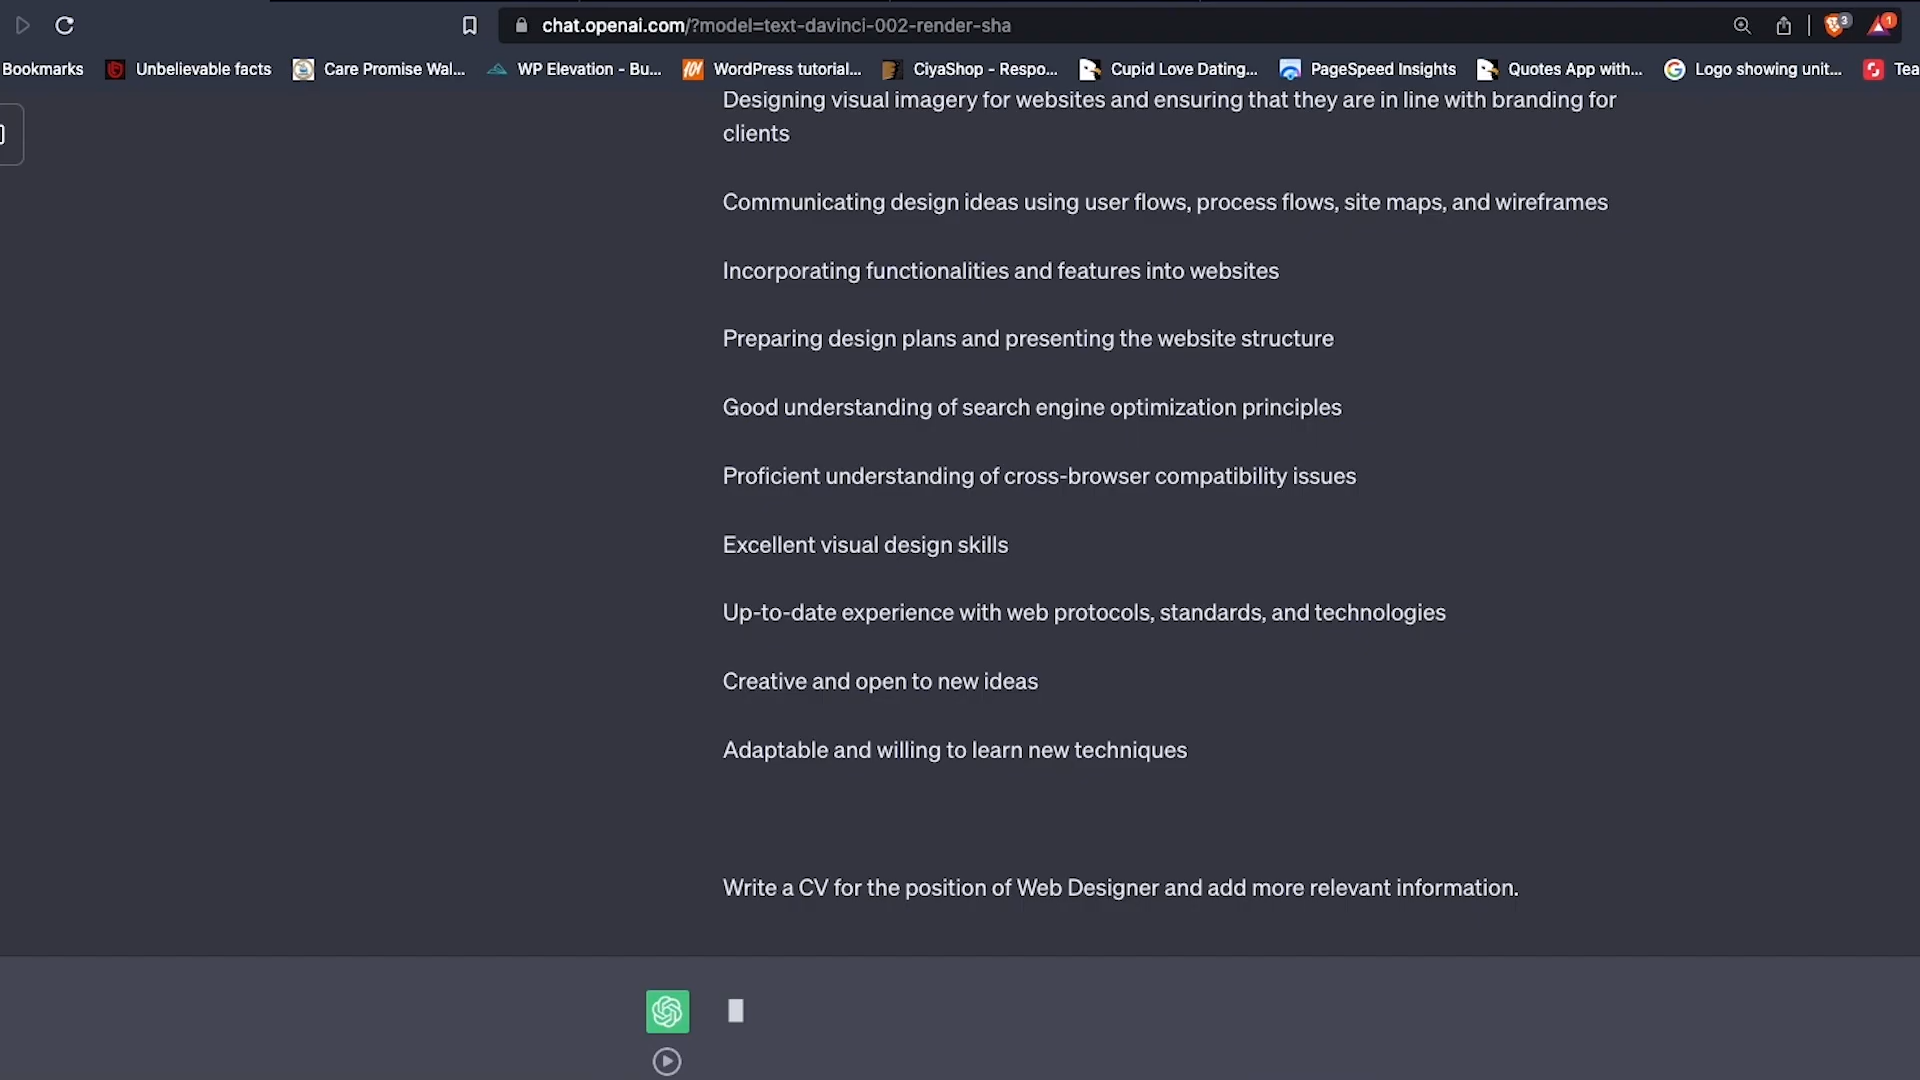 chat.openai.com/?model=text-davinci-002-render-sha
3
1
Bookmarks Unbelievable facts Care Promise Wal... WP Elevation - Bu... 101 WordPress tutorial... CiyaShop - Respo... Cupid Love Dating... PageSpeed Insights Quotes App with... Logo showing unit... Tea
Designing visual imagery for websites and ensuring that they are in line with branding for
clients
Communicating design ideas using user flows, process flows, site maps, and wireframes
Incorporating functionalities and features into websites
Preparing design plans and presenting the website structure
Good understanding of search engine optimization principles
Proficient understanding of cross-browser compatibility issues
Excellent visual design skills
Up-to-date experience with web protocols, standards, and technologies
Creative and open to new ideas
Adaptable and willing to learn new techniques
Write a CV for the position of Web Designer and add more relevant information.